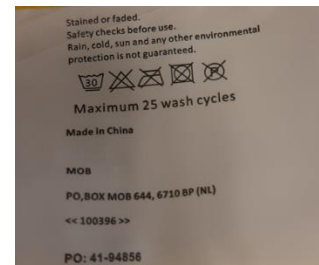 Stained or faded.
Safety checks before use.
Rain, cold, sun and any other environmental
protection is not guaranteed.
30 P
Maximum 25 wash cycles
Made in China
MOB
PO,BOX MOB 644, 6710 BP (NL)
<< 100396 >>
PO: 41-94856